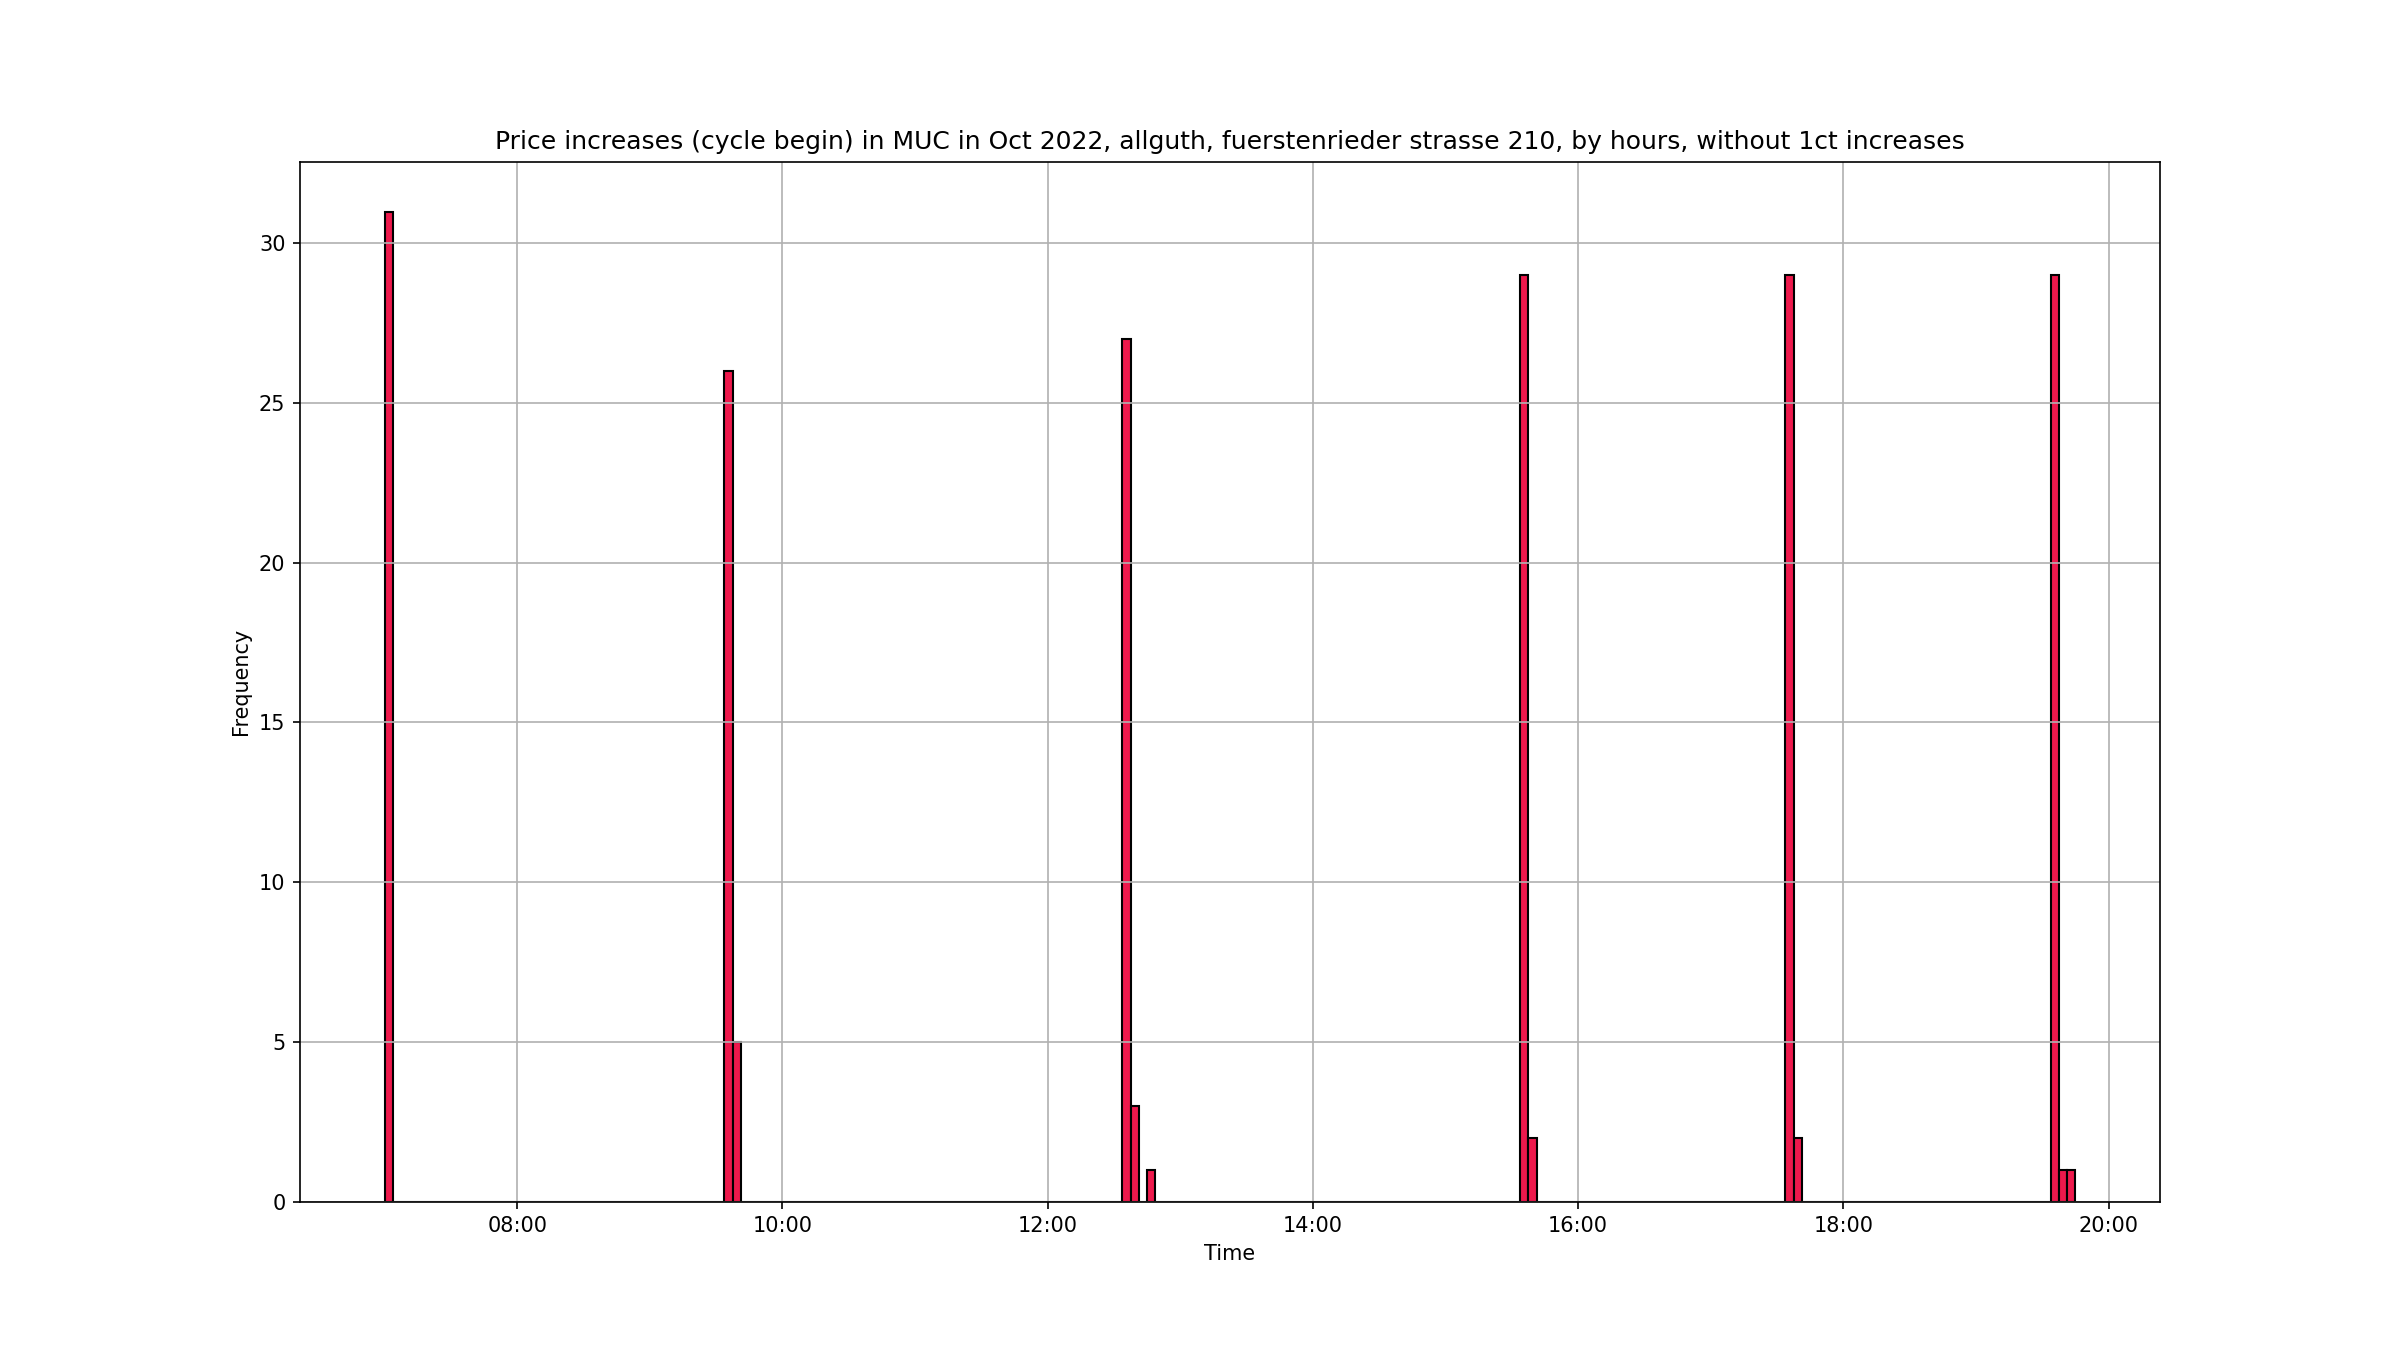 Price increases (cycle begin) in MUC in Oct 2022, allguth, fuerstenrieder strasse 210, by hours, without 1ct increases
30
25
20
15
10
5
0
Frequency
08:00 10:00 12:00 14:00 16:00 18:00 20:00
Time